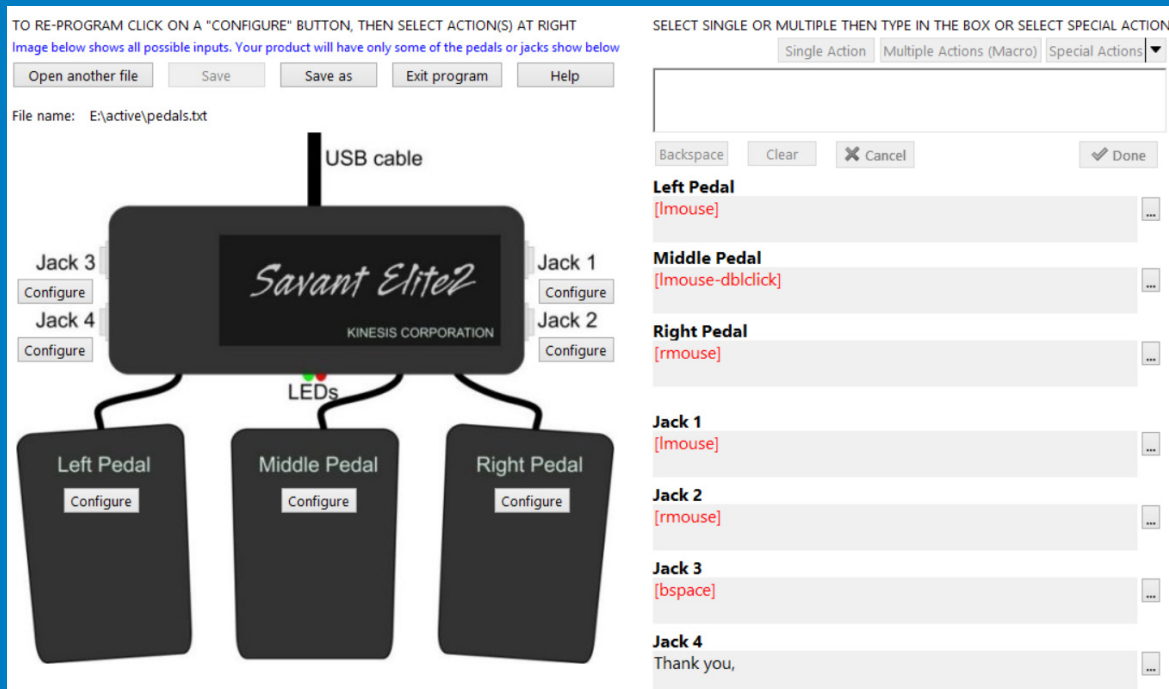 TO RE-PROGRAM CLICK ON A "CONFIGURE" BUTTON, THEN SELECT ACTION(S) AT RIGHT
Image below shows all possible inputs. Your product will have only some of the pedals or jacks show below
Open another file Save Save as Exit program Help
File name: E:\active\pedals.txt
USB cable
Jack 3
Configure
Jack 4
Configure
Savant Elite2
KINESIS CORPORATION
Jack 1
Configure
Jack 2
Configure
LEDs
Left Pedal
Configure
Middle Pedal
Configure
Right Pedal
Configure
SELECT SINGLE OR MULTIPLE THEN TYPE IN THE BOX OR SELECT SPECIAL ACTION
Single Action Multiple Actions (Macro) Special Actions
Backspace Clear Cancel Done
Left Pedal
[lmouse]
...
Middle Pedal
[lmouse-dblclick]
...
Right Pedal
[rmouse]
...
Jack 1
[lmouse]
...
Jack 2
[rmouse]
...
Jack 3
[bspace]
...
Jack 4
Thank you,
...